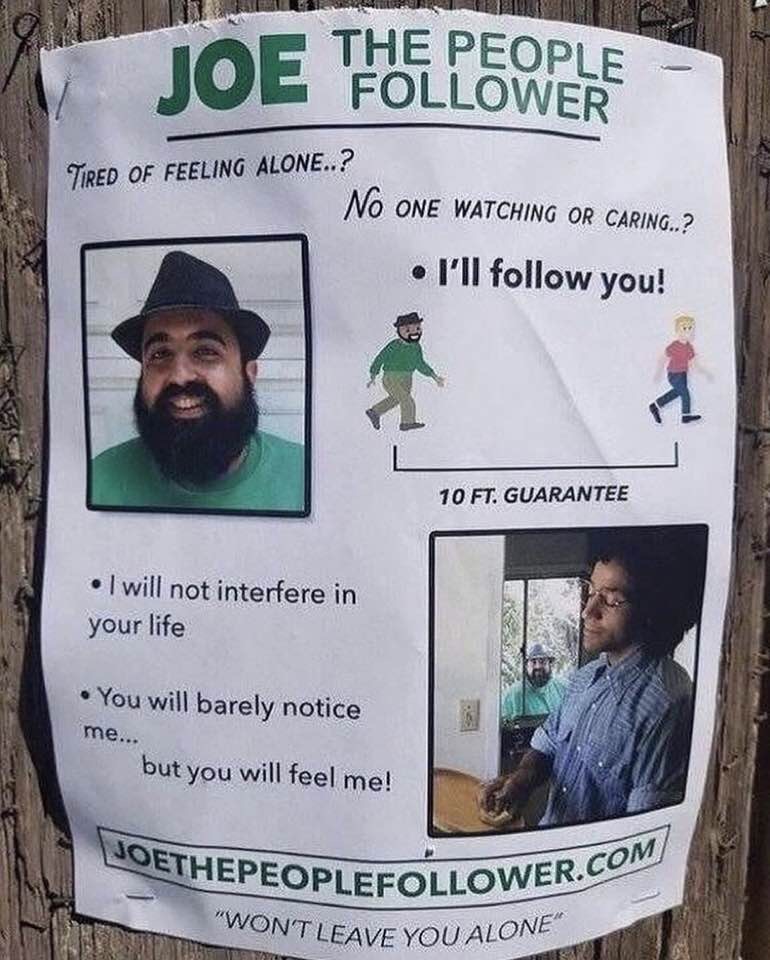 JOE THE PEOPLE
FOLLOWER
TIRED OF FEELING ALONE..?
NO ONE WATCHING OR CARING..?
• I'll follow you!
10 FT. GUARANTEE
• I will not interfere in
your life
• You will barely notice
me...
but you will feel me!
JOETHEPEOPLEFOLLOWER.COM
"WON'T LEAVE YOU ALONE"